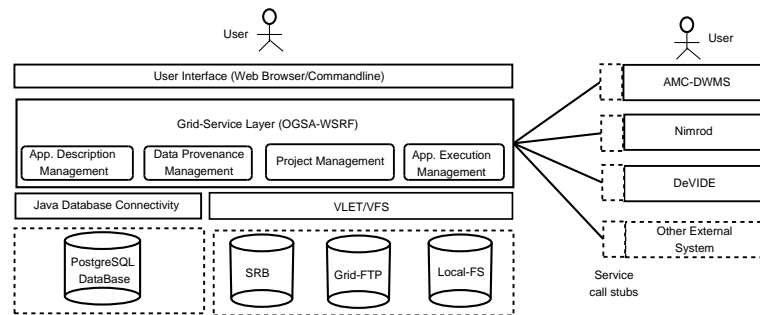 User
User Interface (Web Browser/Commandline)
Grid-Service Layer (OGSA-WSRF)
App. Description
Management
Data Provenance
Management
Project Management
App. Execution
Management
Java Database Connectivity
VLET/VFS
PostgreSQL
DataBase
SRB
Grid-FTP
Local-FS
User
AMC-DWMS
Nimrod
DeVIDE
Other External
System
Service
call stubs